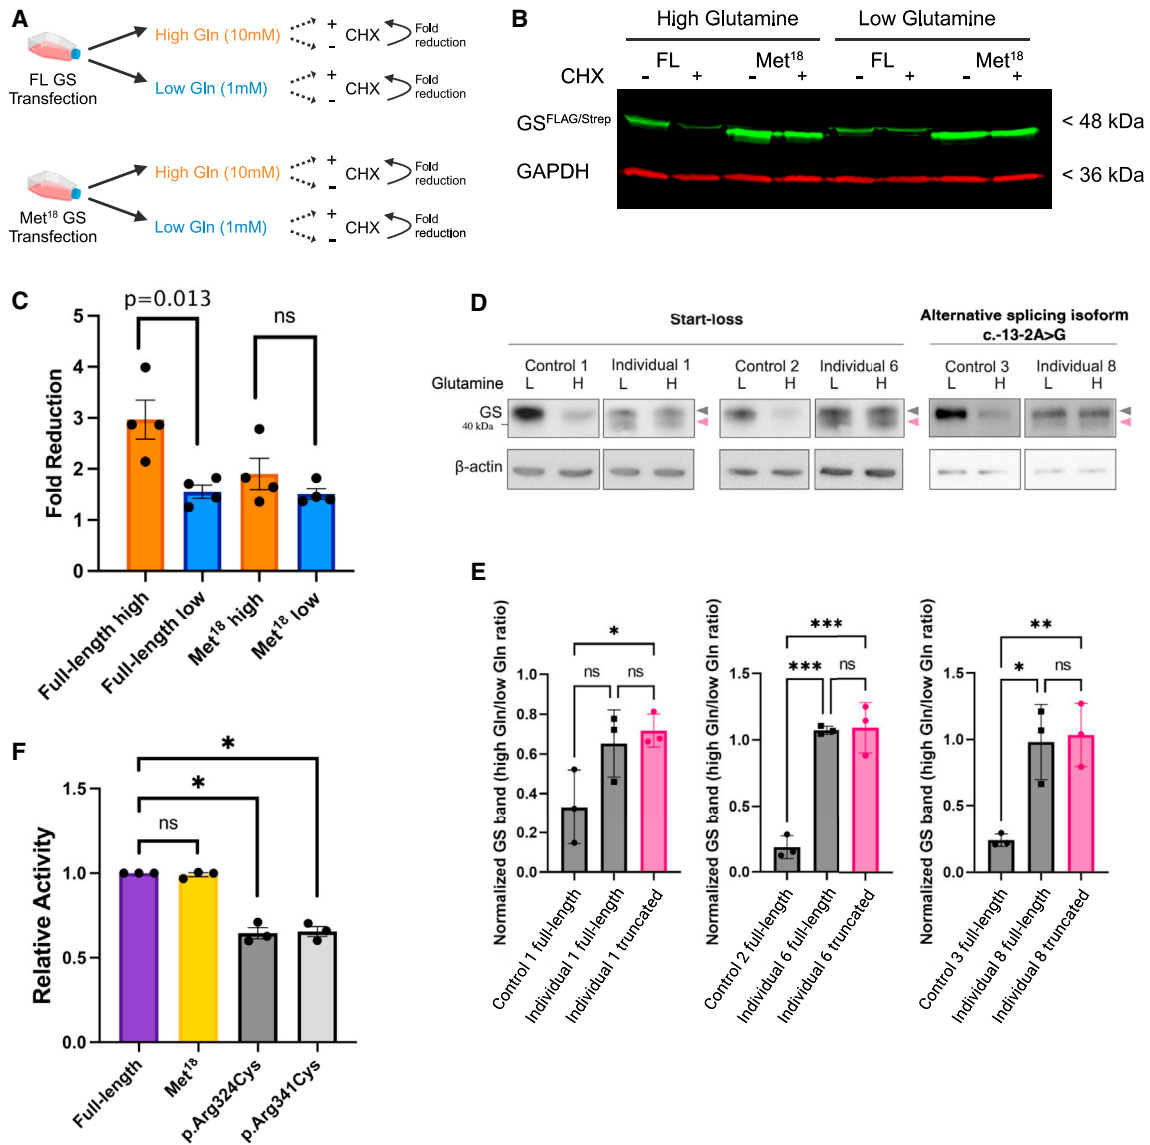 A
FL GS
Transfection
High Gln (10mM)
+
-
CHX
Fold
reduction
Low Gln (1mM)
+
-
CHX
Fold
reduction
Met¹⁸ GS
Transfection
High Gln (10mM)
+
-
CHX
Fold
reduction
Low Gln (1mM)
+
-
CHX
Fold
reduction
B
High Glutamine Low Glutamine
FL Met¹⁸ FL Met¹⁸
CHX - + - + - + - +
GS^FLAG/Strep < 48 kDa
GAPDH < 36 kDa
C
p=0.013
ns
Fold Reduction
5
4
3
2
1
0
Full-length high
Full-length low
Met¹⁸ high
Met¹⁸ low
D
Start-loss
Alternative splicing isoform
c.-13-2A>G
Control 1 Individual 1 Control 2 Individual 6 Control 3 Individual 8
Glutamine L H L H L H L H L H L H
GS
40 kDa
β-actin
E
Normalized GS band (high Gln/low Gln ratio)
1.0
0.8
0.6
0.4
0.2
0.0
*
ns ns
Control 1 full-length
Individual 1 full-length
Individual 1 truncated
Normalized GS band (high Gln/low Gln ratio)
1.5
1.0
0.5
0.0
***
*** ns
Control 2 full-length
Individual 6 full-length
Individual 6 truncated
Normalized GS band (high Gln/low Gln ratio)
1.5
1.0
0.5
0.0
**
* ns
Control 3 full-length
Individual 8 full-length
Individual 8 truncated
F
Relative Activity
1.5
1.0
0.5
0.0
*
*
ns
Full-length
Met¹⁸
p.Arg324Cys
p.Arg341Cys